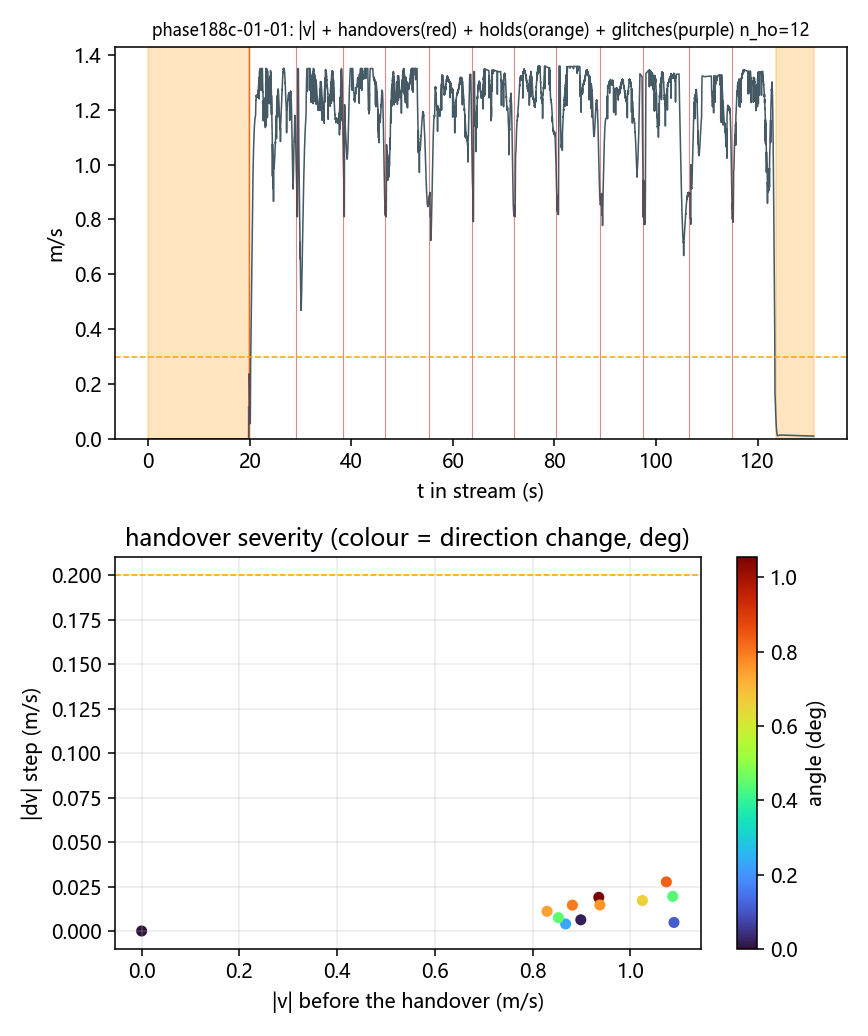 phase188c-01-01: |v| + handovers(red) + holds(orange) + glitches(purple) n_ho=12
1.4
1.2
1.0
0.8
0.6
0.4
0.2
0.0
m/s
0 20 40 60 80 100 120
t in stream (s)
handover severity (colour = direction change, deg)
0.200
0.175
0.150
0.125
0.100
0.075
0.050
0.025
0.000
|dv| step (m/s)
0.0 0.2 0.4 0.6 0.8 1.0
|v| before the handover (m/s)
1.0
0.8
0.6
0.4
0.2
0.0
angle (deg)